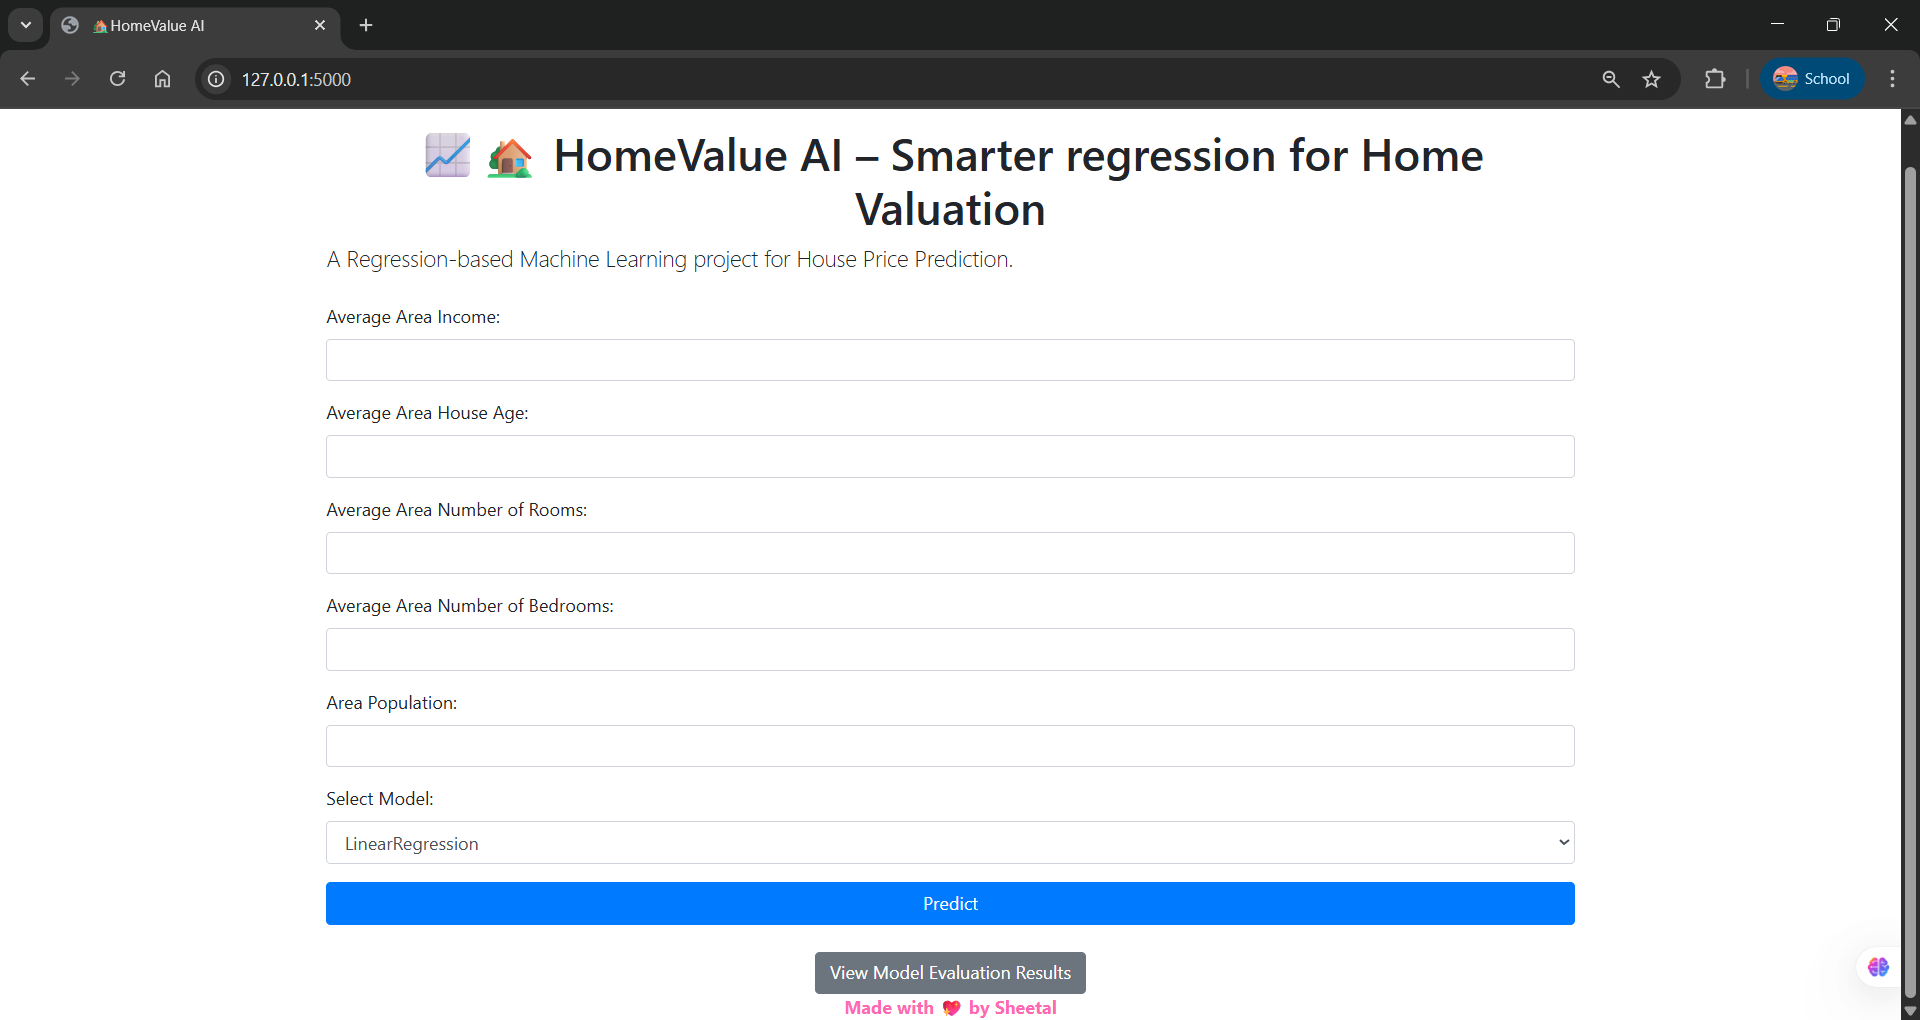 HomeValue AI
127.0.0.1:5000
School
HomeValue AI – Smarter regression for Home
Valuation
A Regression-based Machine Learning project for House Price Prediction.
Average Area Income:
Average Area House Age:
Average Area Number of Rooms:
Average Area Number of Bedrooms:
Area Population:
Select Model:
LinearRegression
Predict
View Model Evaluation Results
Made with 💖 by Sheetal